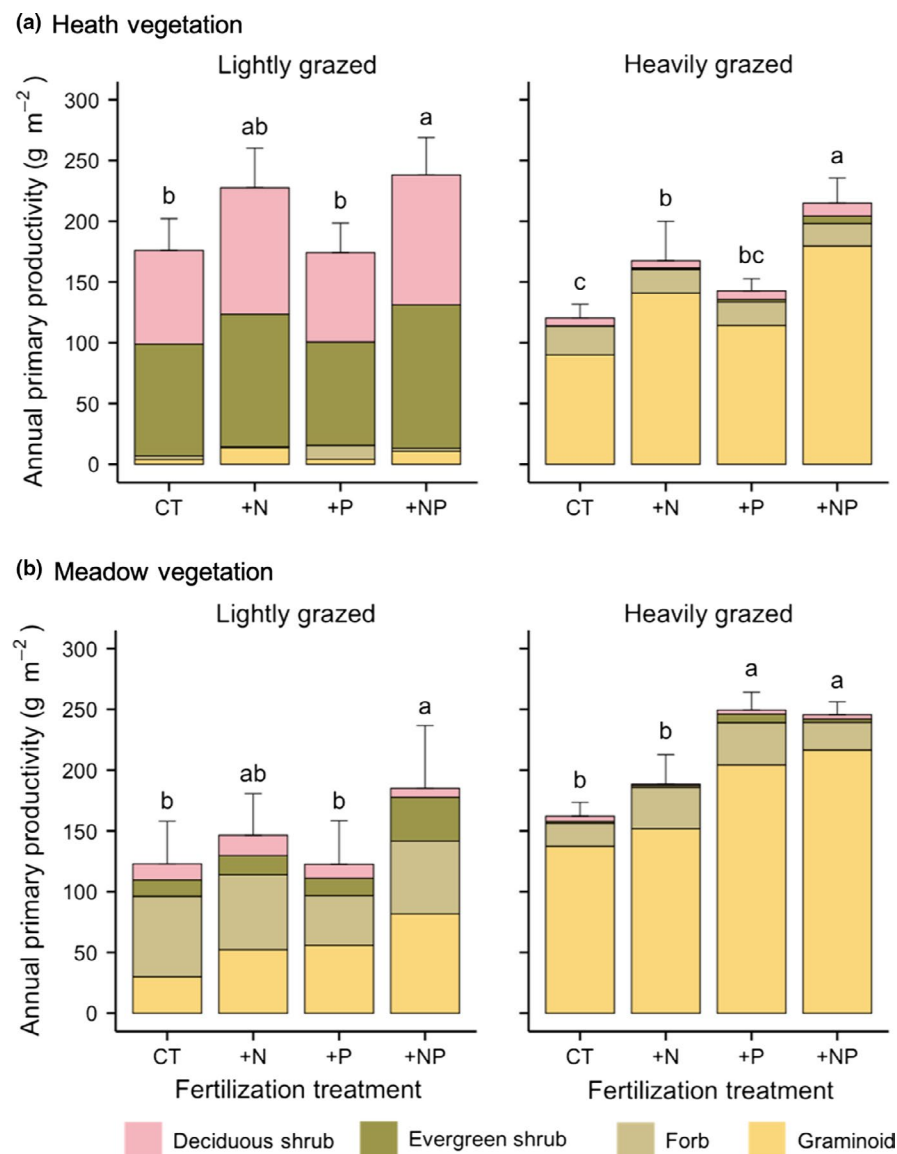 (a) Heath vegetation
Lightly grazed
Heavily grazed
Annual primary productivity (g m⁻²)
300
250
200
150
100
50
0
b
ab
b
a
c
b
bc
a
CT +N +P +NP
CT +N +P +NP
(b) Meadow vegetation
Lightly grazed
Heavily grazed
Annual primary productivity (g m⁻²)
300
250
200
150
100
50
0
b
ab
b
a
b
b
a
a
CT +N +P +NP
CT +N +P +NP
Fertilization treatment
Fertilization treatment
Deciduous shrub Evergreen shrub Forb Graminoid